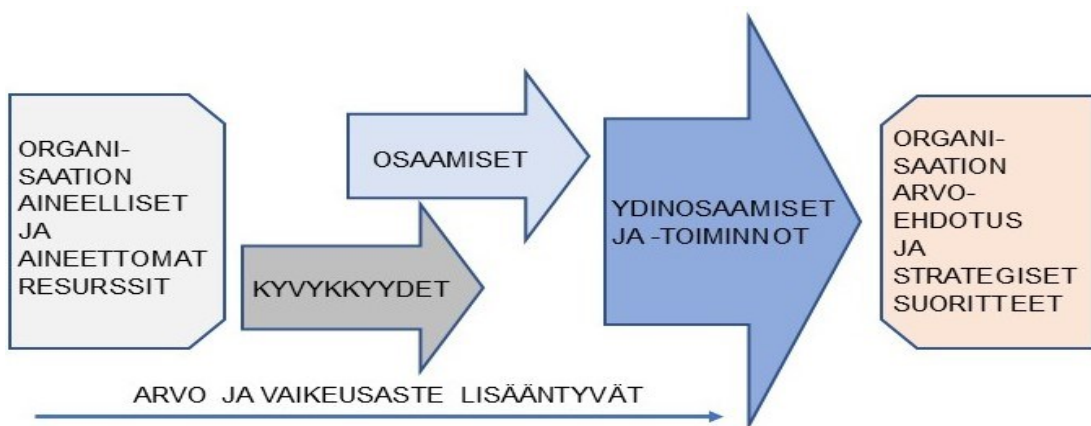 ORGANI-
SAATION
AINEELLISET
JA
AINEETTOMAT
RESURSSIT
KYVYKKYYDET
OSAAMISET
YDINOSAAMISET
JA -TOIMINNOT
ORGANI-
SAATION
ARVO-
EHDOTUS
JA
STRATEGISET
SUORITTEET
ARVO JA VAIKEUSASTE LISÄÄNTYVÄT